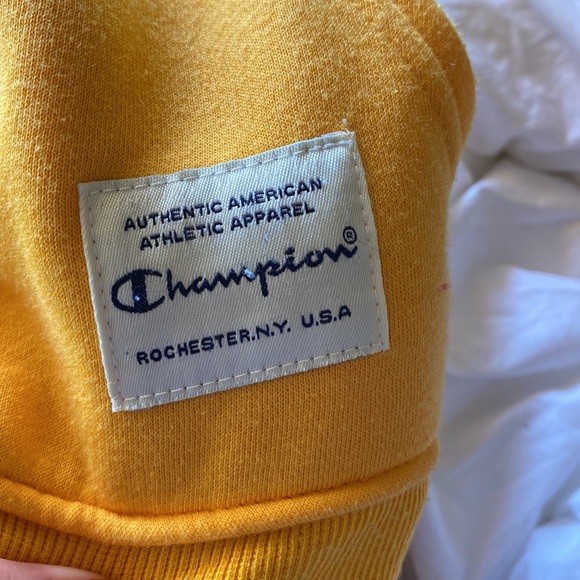 AUTHENTIC AMERICAN
ATHLETIC APPAREL
Champion®
ROCHESTER.N.Y. U.S.A